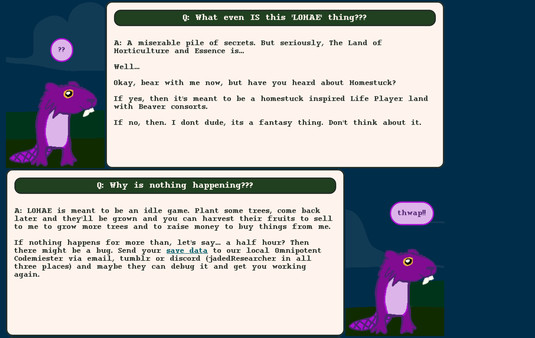 Q: What even IS this 'LOHAE' thing???
??
A: A miserable pile of secrets. But seriously, The Land of
Horticulture and Essence is…
Well…
Okay, bear with me now, but have you heard about Homestuck?
If yes, then it's meant to be a homestuck inspired Life Player land
with Beaver consorts.
If no, then. I dont dude, its a fantasy thing. Don't think about it.
Q: Why is nothing happening???
thwap!!
A: LOHAE is meant to be an idle game. Plant some trees, come back
later and they'll be grown and you can harvest their fruits to sell
to me to grow more trees and to raise money to buy things from me.
If nothing happens for more than, let's say… a half hour? Then
there might be a bug. Send your save data to our local Omnipotent
Codemiester via email, tumblr or discord (jadedResearcher in all
three places) and maybe they can debug it and get you working
again.